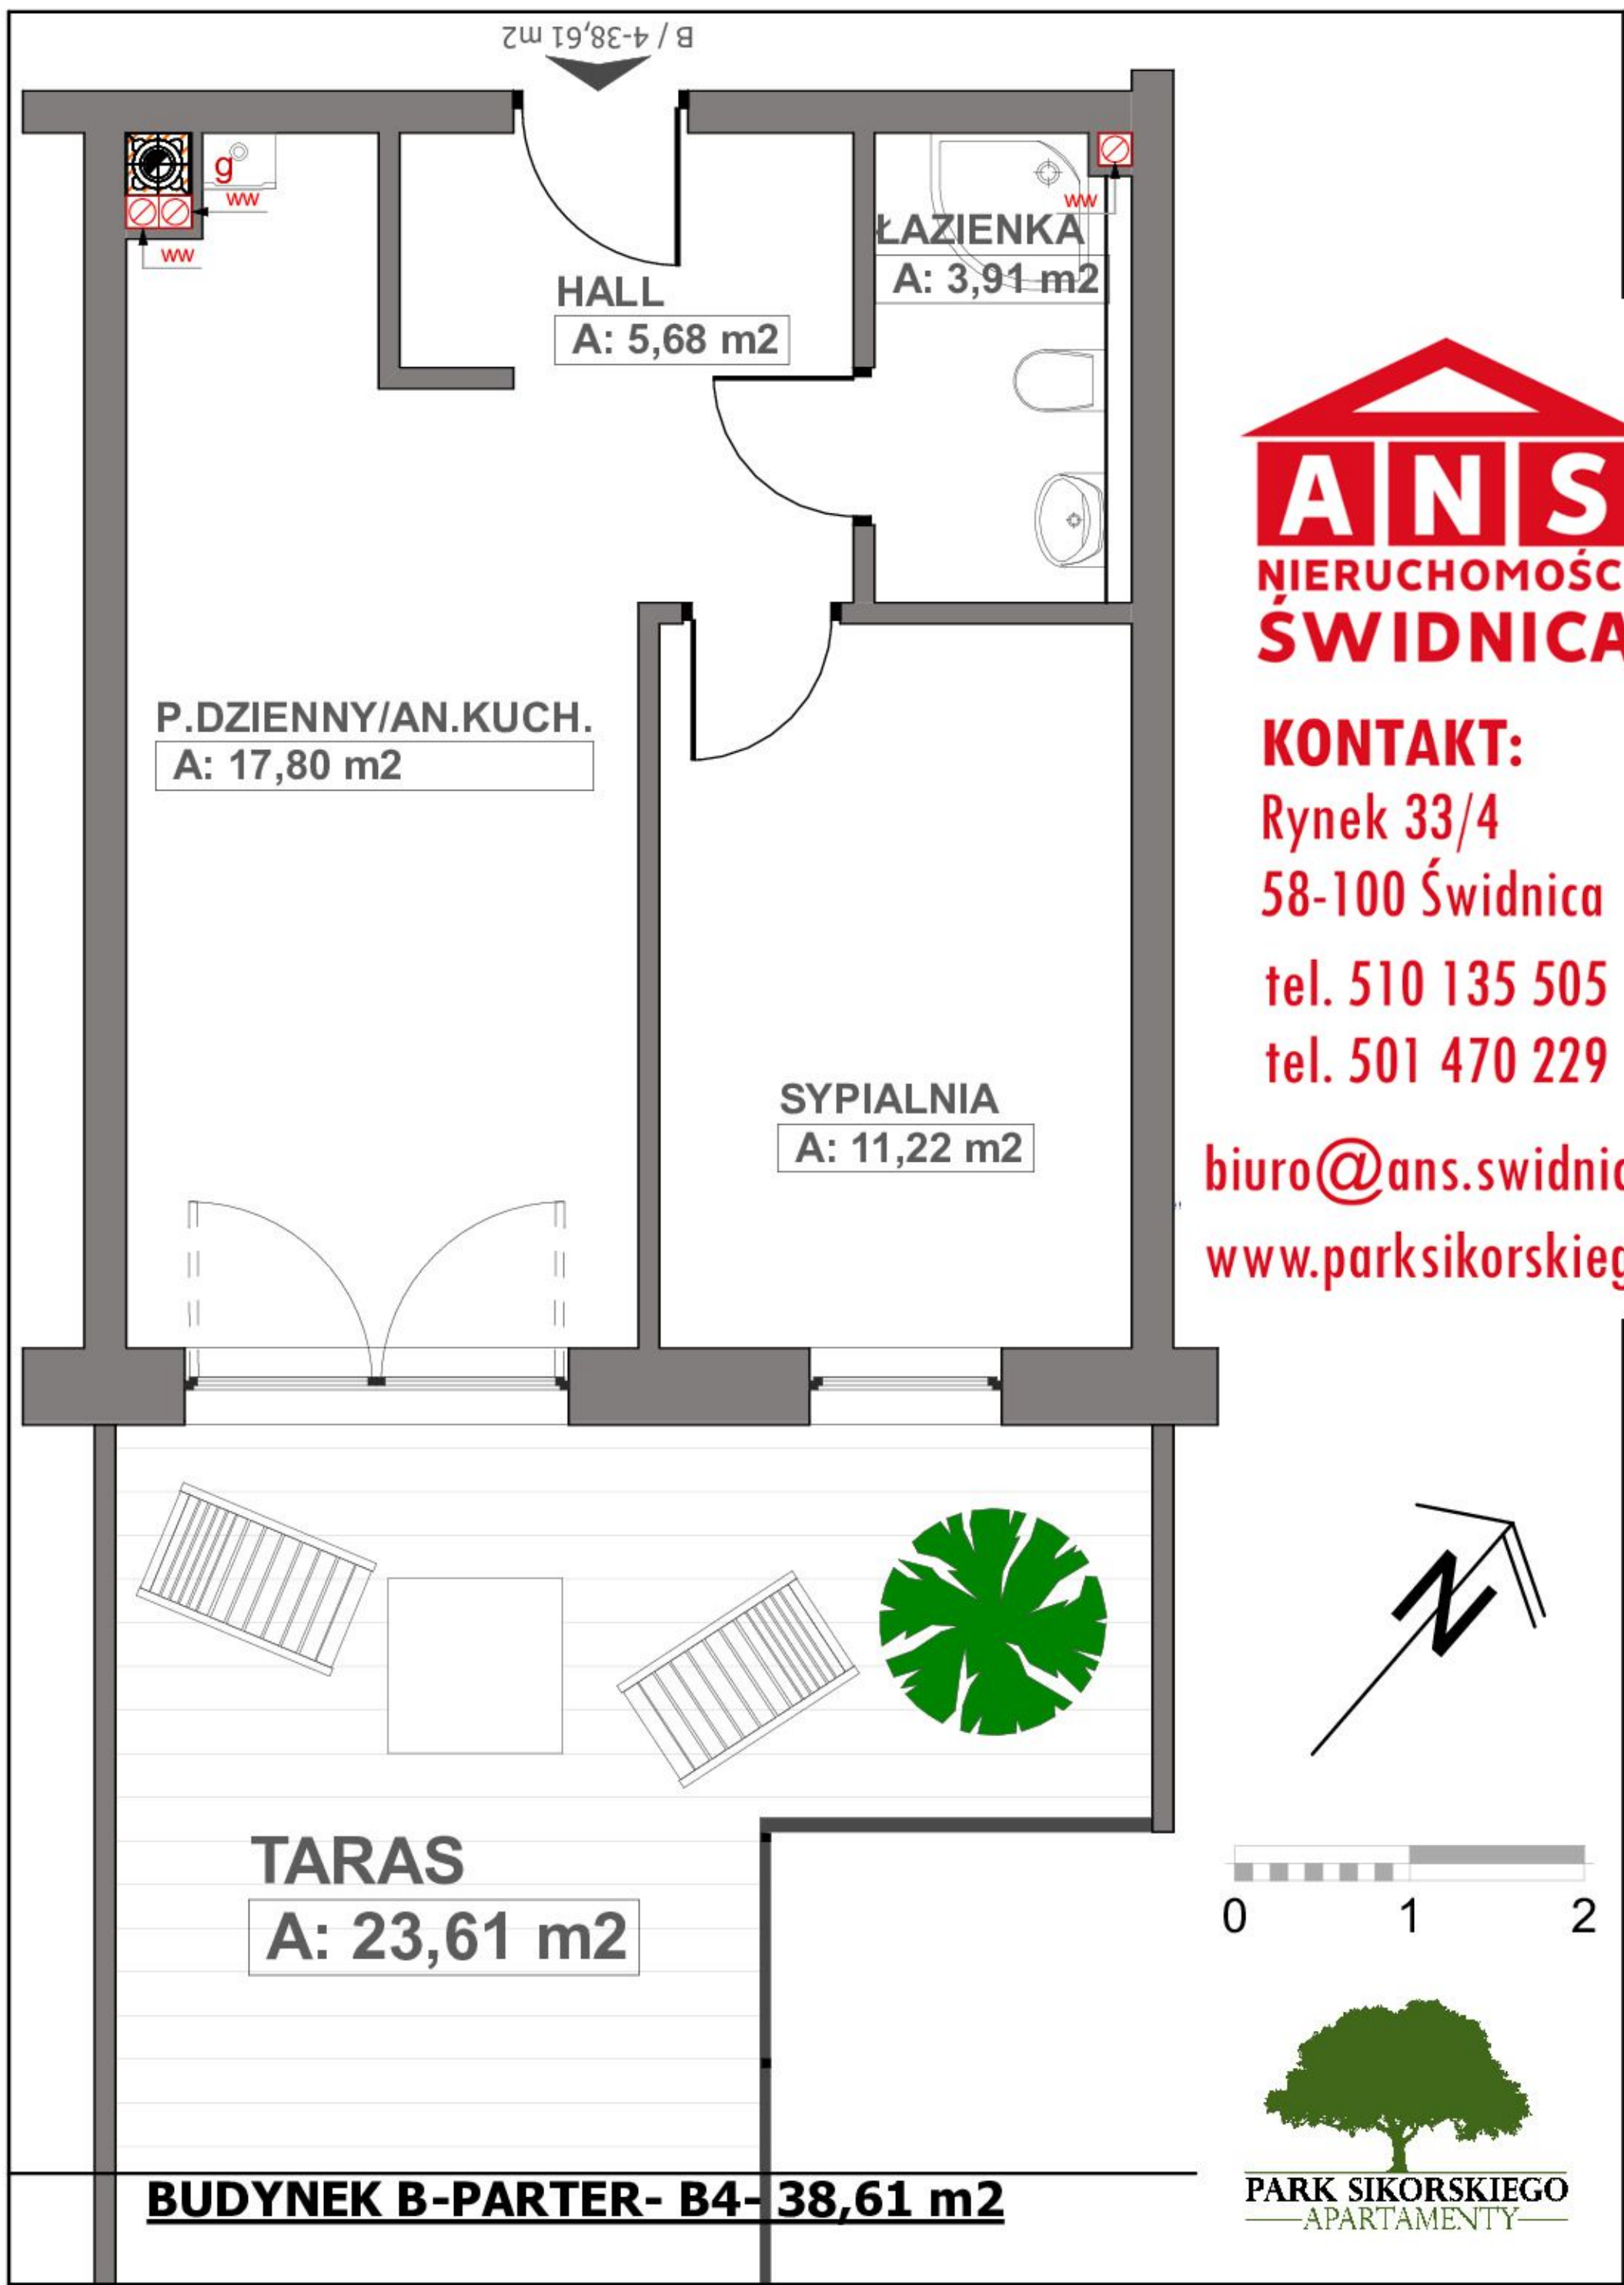 B / 4-38,61 m2
g
ww
ww
ww
ŁAZIENKA
A: 3,91 m2
HALL
A: 5,68 m2
P.DZIENNY/AN.KUCH.
A: 17,80 m2
SYPIALNIA
A: 11,22 m2
TARAS
A: 23,61 m2
BUDYNEK B-PARTER- B4- 38,61 m2
ANS
NIERUCHOMOŚC
ŚWIDNICA
KONTAKT:
Rynek 33/4
58-100 Świdnica
tel. 510 135 505
tel. 501 470 229
biuro@ans.swidnic
www.parksikorskieg
N
0 1 2
PARK SIKORSKIEGO
APARTAMENTY